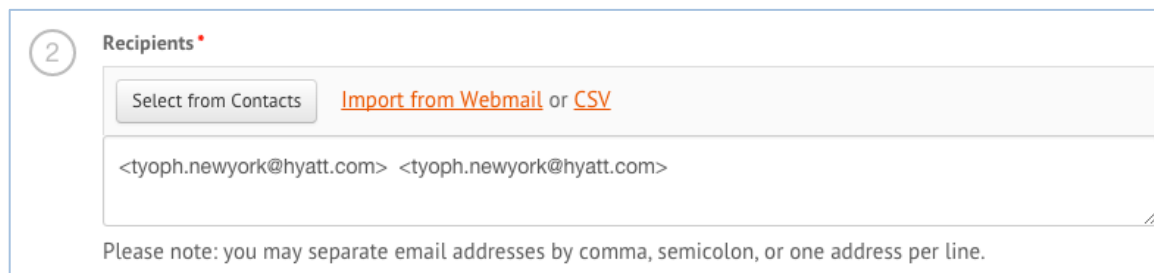 2
Recipients*
Select from Contacts Import from Webmail or CSV
<tyoph.newyork@hyatt.com> <tyoph.newyork@hyatt.com>
Please note: you may separate email addresses by comma, semicolon, or one address per line.